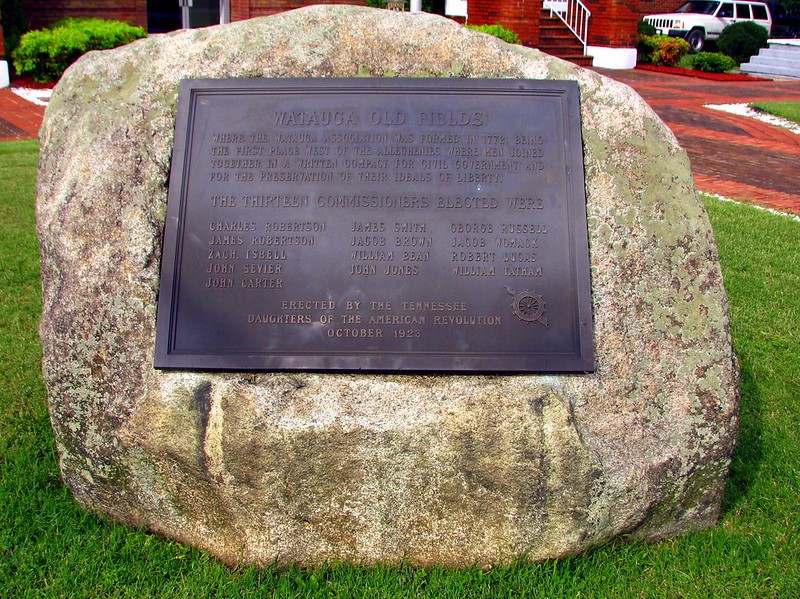 WATAUGA OLD FIELDS
WHERE THE WATAUGA ASSOCIATION WAS FORMED IN 1772, BEING
THE FIRST PLACE WEST OF THE ALLEGHENIES WHERE MEN JOINED
TOGETHER IN A WRITTEN COMPACT FOR CIVIL GOVERNMENT AND
FOR THE PRESERVATION OF THEIR IDEALS OF LIBERTY.
THE THIRTEEN COMMISSIONERS ELECTED WERE
CHARLES ROBERTSON JAMES SMITH GEORGE RUSSELL
JAMES ROBERTSON JACOB BROWN JACOB WOMACK
ZACH. ISBELL WILLIAM BEAN ROBERT LUCAS
JOHN SEVIER JOHN JONES WILLIAM TATHAM
JOHN CARTER
ERECTED BY THE TENNESSEE
DAUGHTERS OF THE AMERICAN REVOLUTION
OCTOBER 1923